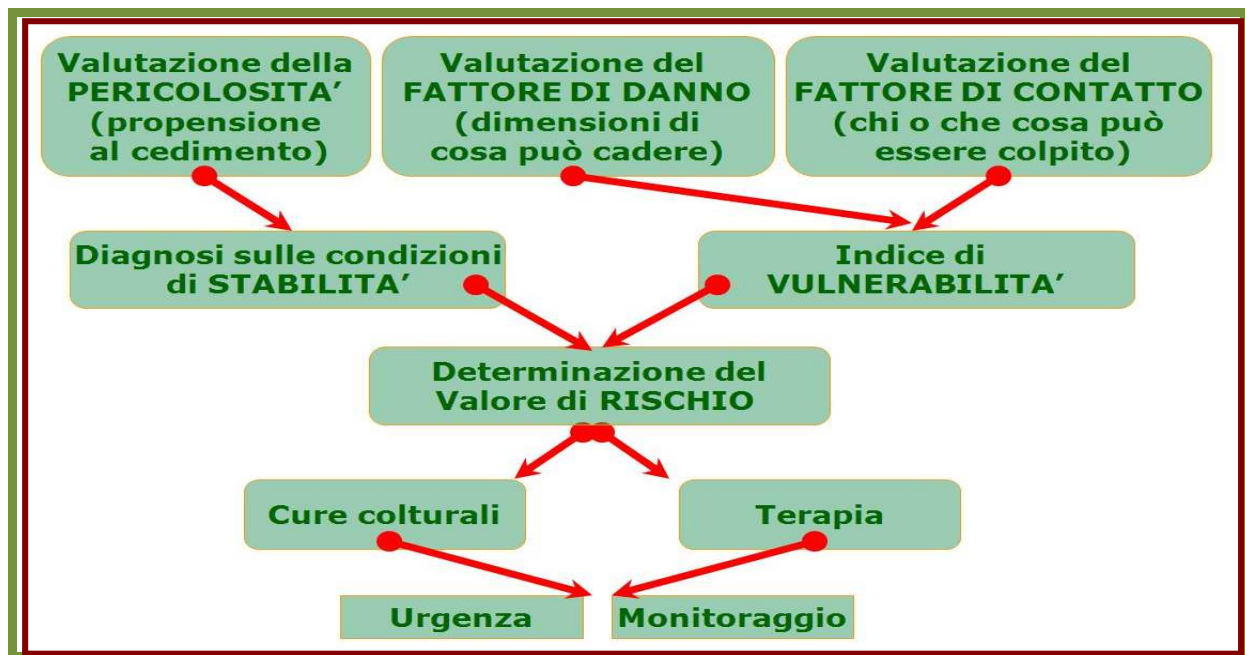 Valutazione della
PERICOLOSITA’
(propensione
al cedimento)
Valutazione del
FATTORE DI DANNO
(dimensioni di
cosa può cadere)
Valutazione del
FATTORE DI CONTATTO
(chi o che cosa può
essere colpito)
Diagnosi sulle condizioni
di STABILITA’
Indice di
VULNERABILITA’
Determinazione del
Valore di RISCHIO
Cure colturali
Terapia
Urgenza
Monitoraggio